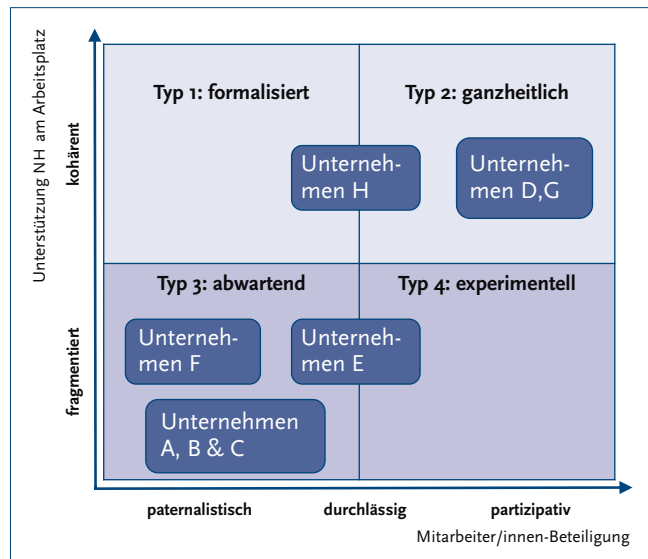 Unterstützung NH am Arbeitsplatz
kohärent
fragmentiert
Typ 1: formalisiert
Typ 2: ganzheitlich
Unterneh-
men H
Unterneh-
men D,G
Typ 3: abwartend
Typ 4: experimentell
Unterneh-
men F
Unterneh-
men E
Unternehmen
A, B & C
paternalistisch
durchlässig
partizipativ
Mitarbeiter/innen-Beteiligung